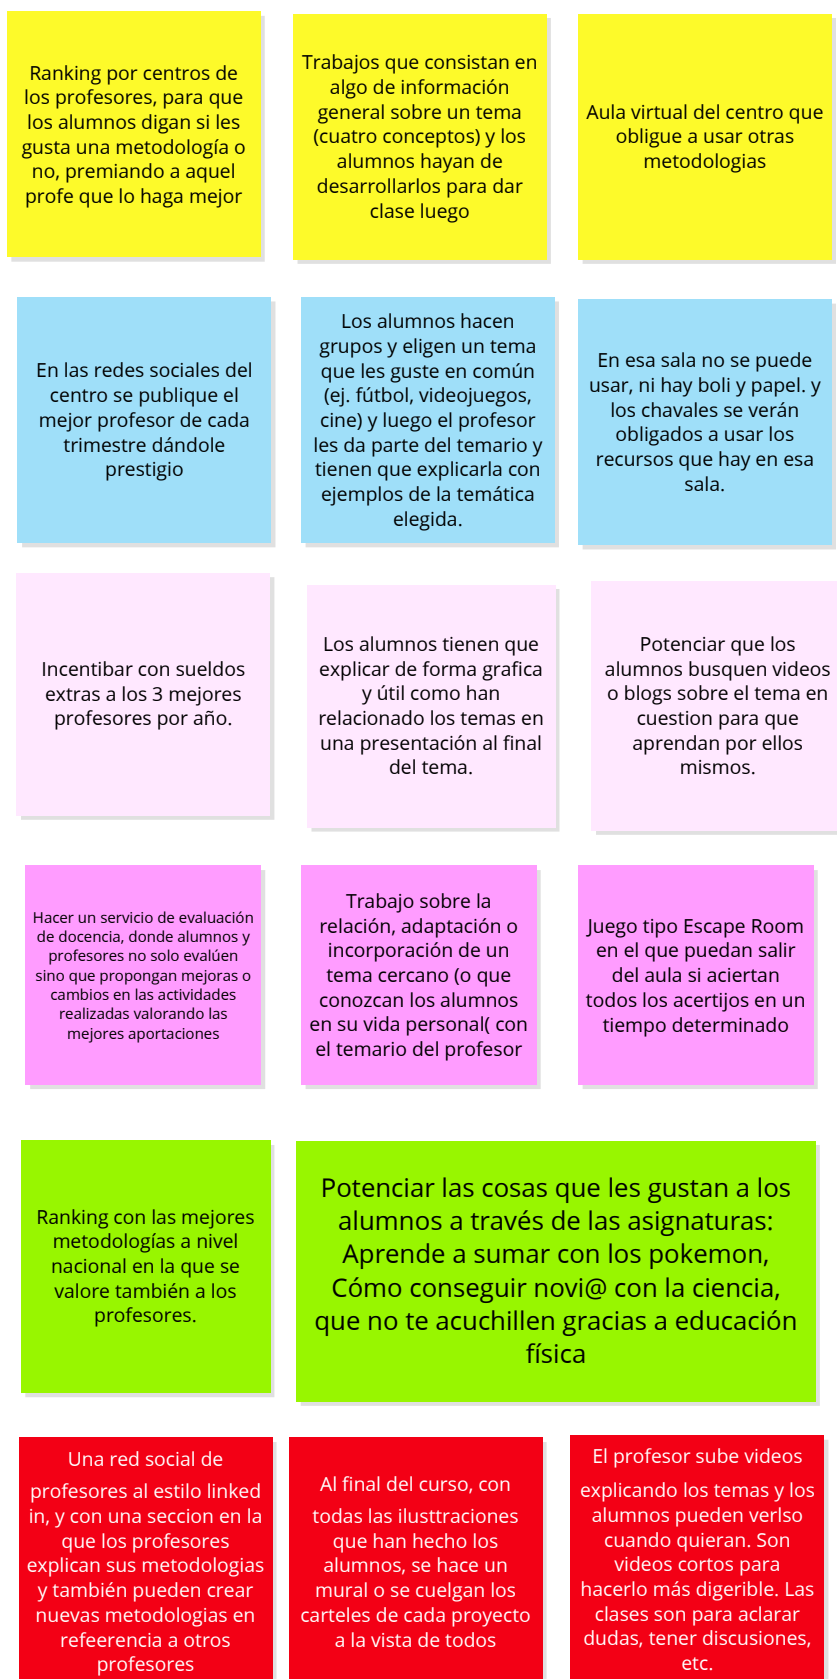 Ranking por centros de
los profesores, para que
los alumnos digan si les
gusta una metodología o
no, premiando a aquel
profe que lo haga mejor
Trabajos que consistan en
algo de información
general sobre un tema
(cuatro conceptos) y los
alumnos hayan de
desarrollarlos para dar
clase luego
Aula virtual del centro que
obligue a usar otras
metodologias
En las redes sociales del
centro se publique el
mejor profesor de cada
trimestre dándole
prestigio
Los alumnos hacen
grupos y eligen un tema
que les guste en común
(ej. fútbol, videojuegos,
cine) y luego el profesor
les da parte del temario y
tienen que explicarla con
ejemplos de la temática
elegida.
En esa sala no se puede
usar, ni hay boli y papel. y
los chavales se verán
obligados a usar los
recursos que hay en esa
sala.
Incentibar con sueldos
extras a los 3 mejores
profesores por año.
Los alumnos tienen que
explicar de forma grafica
y útil como han
relacionado los temas en
una presentación al final
del tema.
Potenciar que los
alumnos busquen videos
o blogs sobre el tema en
cuestion para que
aprendan por ellos
mismos.
Hacer un servicio de evaluación
de docencia, donde alumnos y
profesores no solo evalúen
sino que propongan mejoras o
cambios en las actividades
realizadas valorando las
mejores aportaciones
Trabajo sobre la
relación, adaptación o
incorporación de un
tema cercano (o que
conozcan los alumnos
en su vida personal( con
el temario del profesor
Juego tipo Escape Room
en el que puedan salir
del aula si aciertan
todos los acertijos en un
tiempo determinado
Ranking con las mejores
metodologías a nivel
nacional en la que se
valore también a los
profesores.
Potenciar las cosas que les gustan a los
alumnos a través de las asignaturas:
Aprende a sumar con los pokemon,
Cómo conseguir novi@ con la ciencia,
que no te acuchillen gracias a educación
física
Una red social de
profesores al estilo linked
in, y con una seccion en la
que los profesores
explican sus metodologias
y también pueden crear
nuevas metodologias en
refeerencia a otros
profesores
Al final del curso, con
todas las ilusttraciones
que han hecho los
alumnos, se hace un
mural o se cuelgan los
carteles de cada proyecto
a la vista de todos
El profesor sube videos
explicando los temas y los
alumnos pueden verlso
cuando quieran. Son
videos cortos para
hacerlo más digerible. Las
clases son para aclarar
dudas, tener discusiones,
etc.